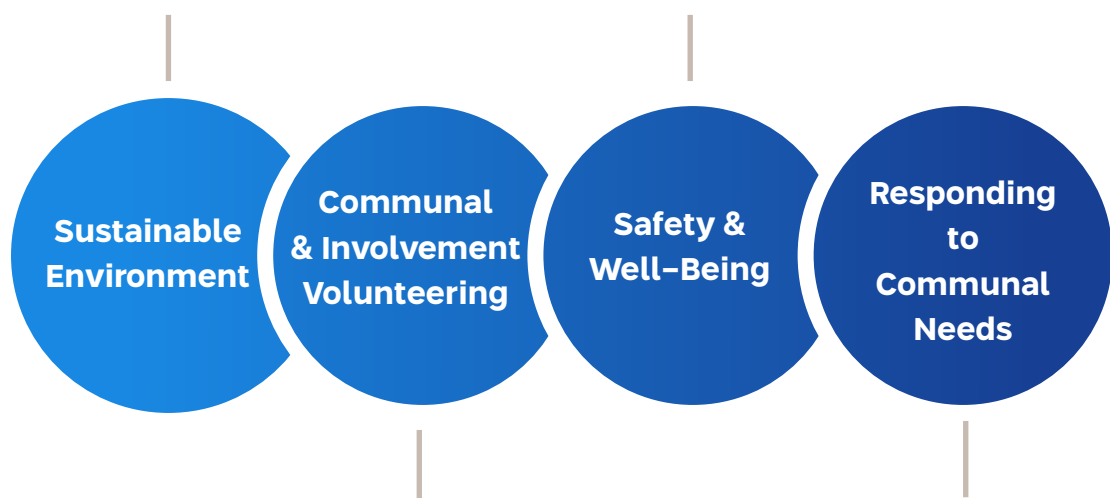 Sustainable
Environment
Communal
& Involvement
Volunteering
Safety &
Well-Being
Responding
to
Communal
Needs